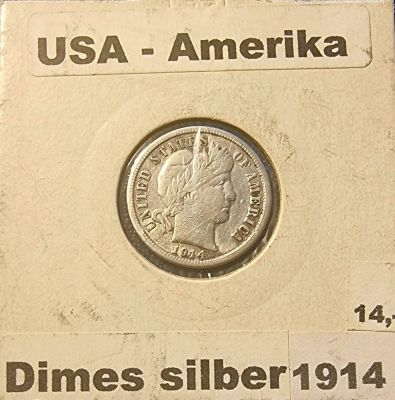 USA - Amerika
UNITED STATES OF AMERICA
1914
14,-
Dimes silber 1914